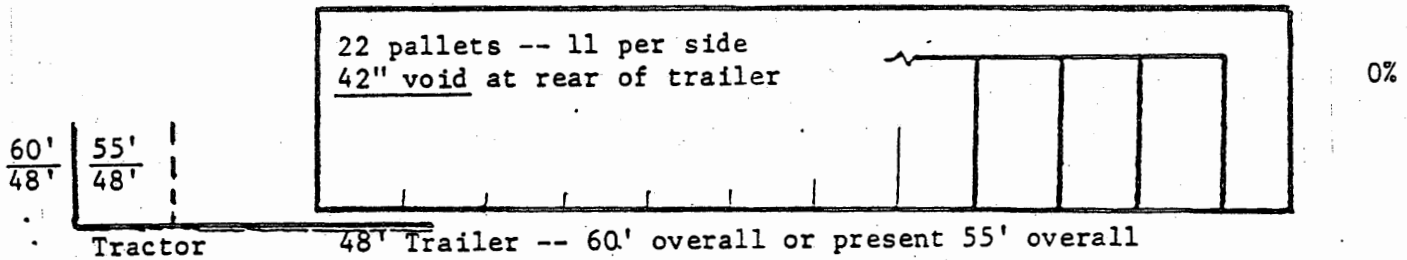 22 pallets -- 11 per side
42" void at rear of trailer
0%
60' 55'
48' 48'
Tractor 48' Trailer -- 60' overall or present 55' overall